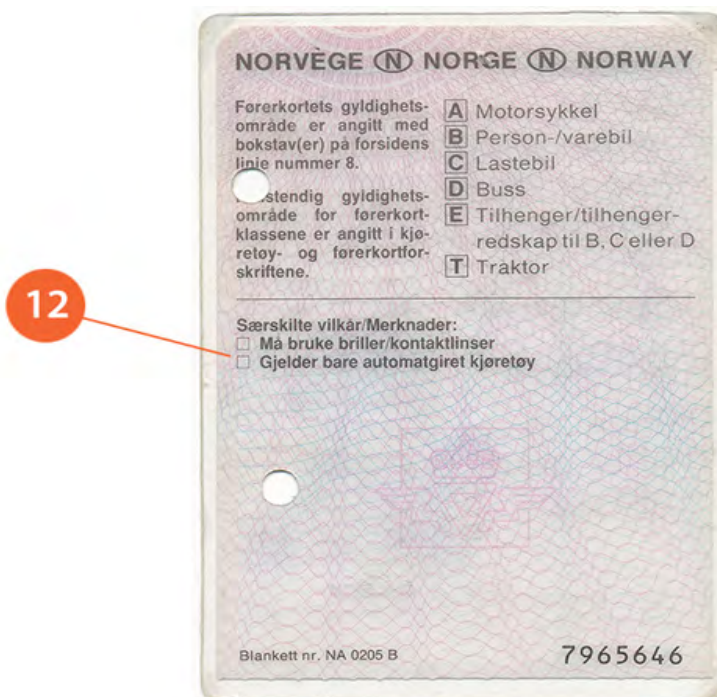 NORVÈGE N NORGE N NORWAY
Førerkortets gyldighets-
område er angitt med
bokstav(er) på forsidens
linje nummer 8.
stendig gyldighets-
område for førerkort-
klassene er angitt i kjø-
retøy- og førerkortfor-
skriftene.
A Motorsykkel
B Person-/varebil
C Lastebil
D Buss
E Tilhenger/tilhenger-
redskap til B, C eller D
T Traktor
12
Særskilte vilkår/Merknader:
Må bruke briller/kontaktlinser
Gjelder bare automatgiret kjøretøy
Blankett nr. NA 0205 B
7965646